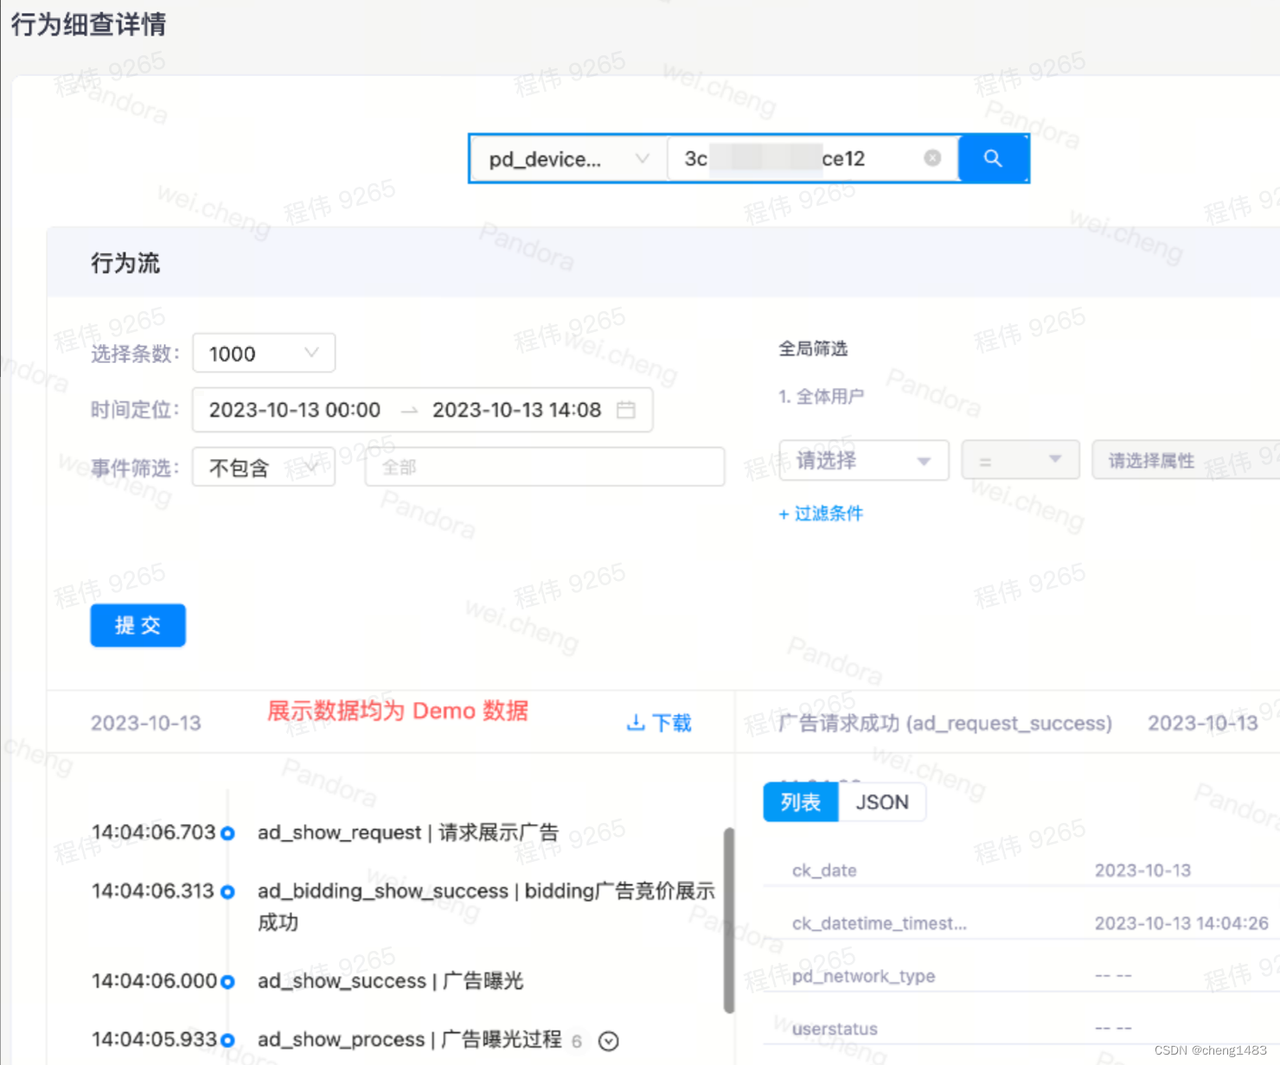 行为细查详情
pd_device... 3c ce12
行为流
选择条数: 1000
时间定位: 2023-10-13 00:00 → 2023-10-13 14:08
事件筛选: 不包含 全部
全局筛选
1. 全体用户
请选择 = 请选择属性
+ 过滤条件
提 交
2023-10-13 展示数据均为 Demo 数据 下载
14:04:06.703 ad_show_request | 请求展示广告
14:04:06.313 ad_bidding_show_success | bidding广告竞价展示
成功
14:04:06.000 ad_show_success | 广告曝光
14:04:05.933 ad_show_process | 广告曝光过程 6
广告请求成功 (ad_request_success) 2023-10-13
列表 JSON
ck_date 2023-10-13
ck_datetime_timest... 2023-10-13 14:04:26
pd_network_type -- --
userstatus -- --
程伟 9265
wei.cheng
Pandora
CSDN @cheng1483